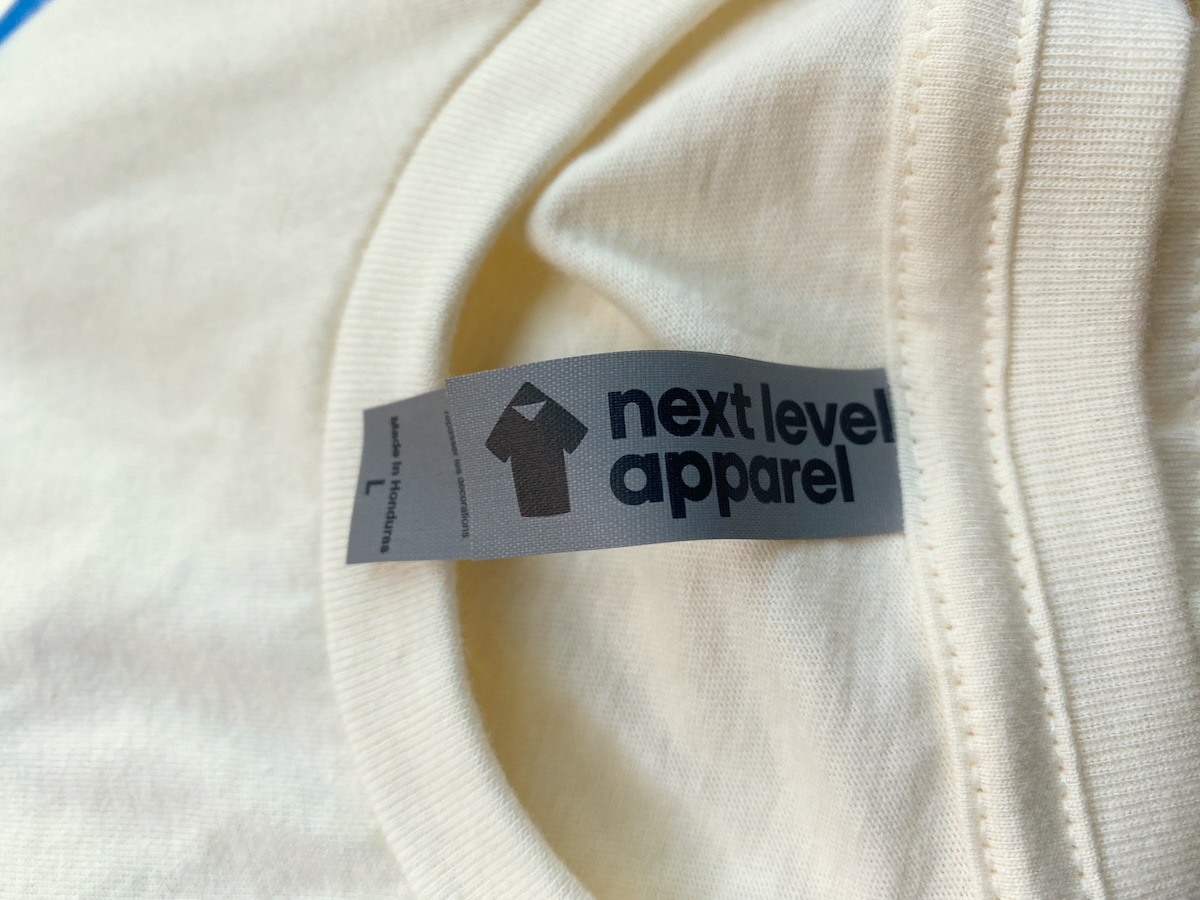 next level
apparel
Made in Honduras
L